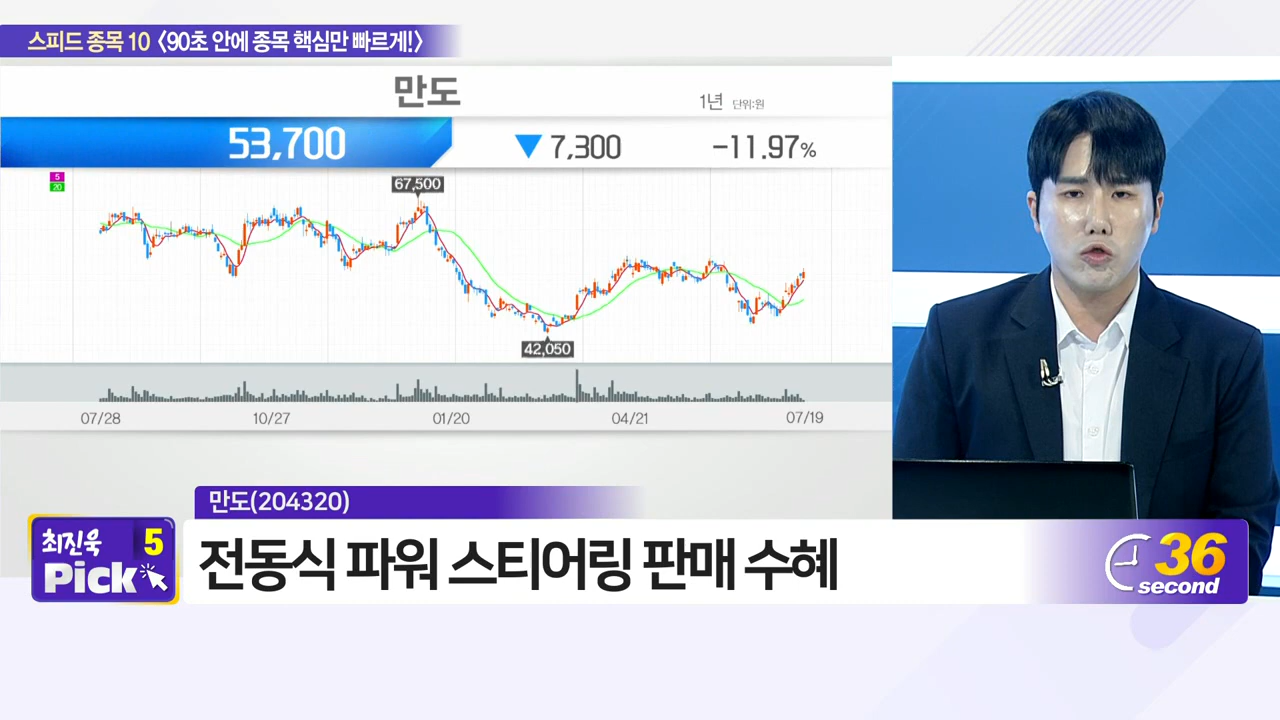 스피드 종목 10 〈90초 안에 종목 핵심만 빠르게!〉
만도
1년 단위:원
53,700 ▼ 7,300 -11.97%
5
20
67,500
42,050
07/28 10/27 01/20 04/21 07/19
만도(204320)
최진욱 5
Pick
전동식 파워 스티어링 판매 수혜
36
second